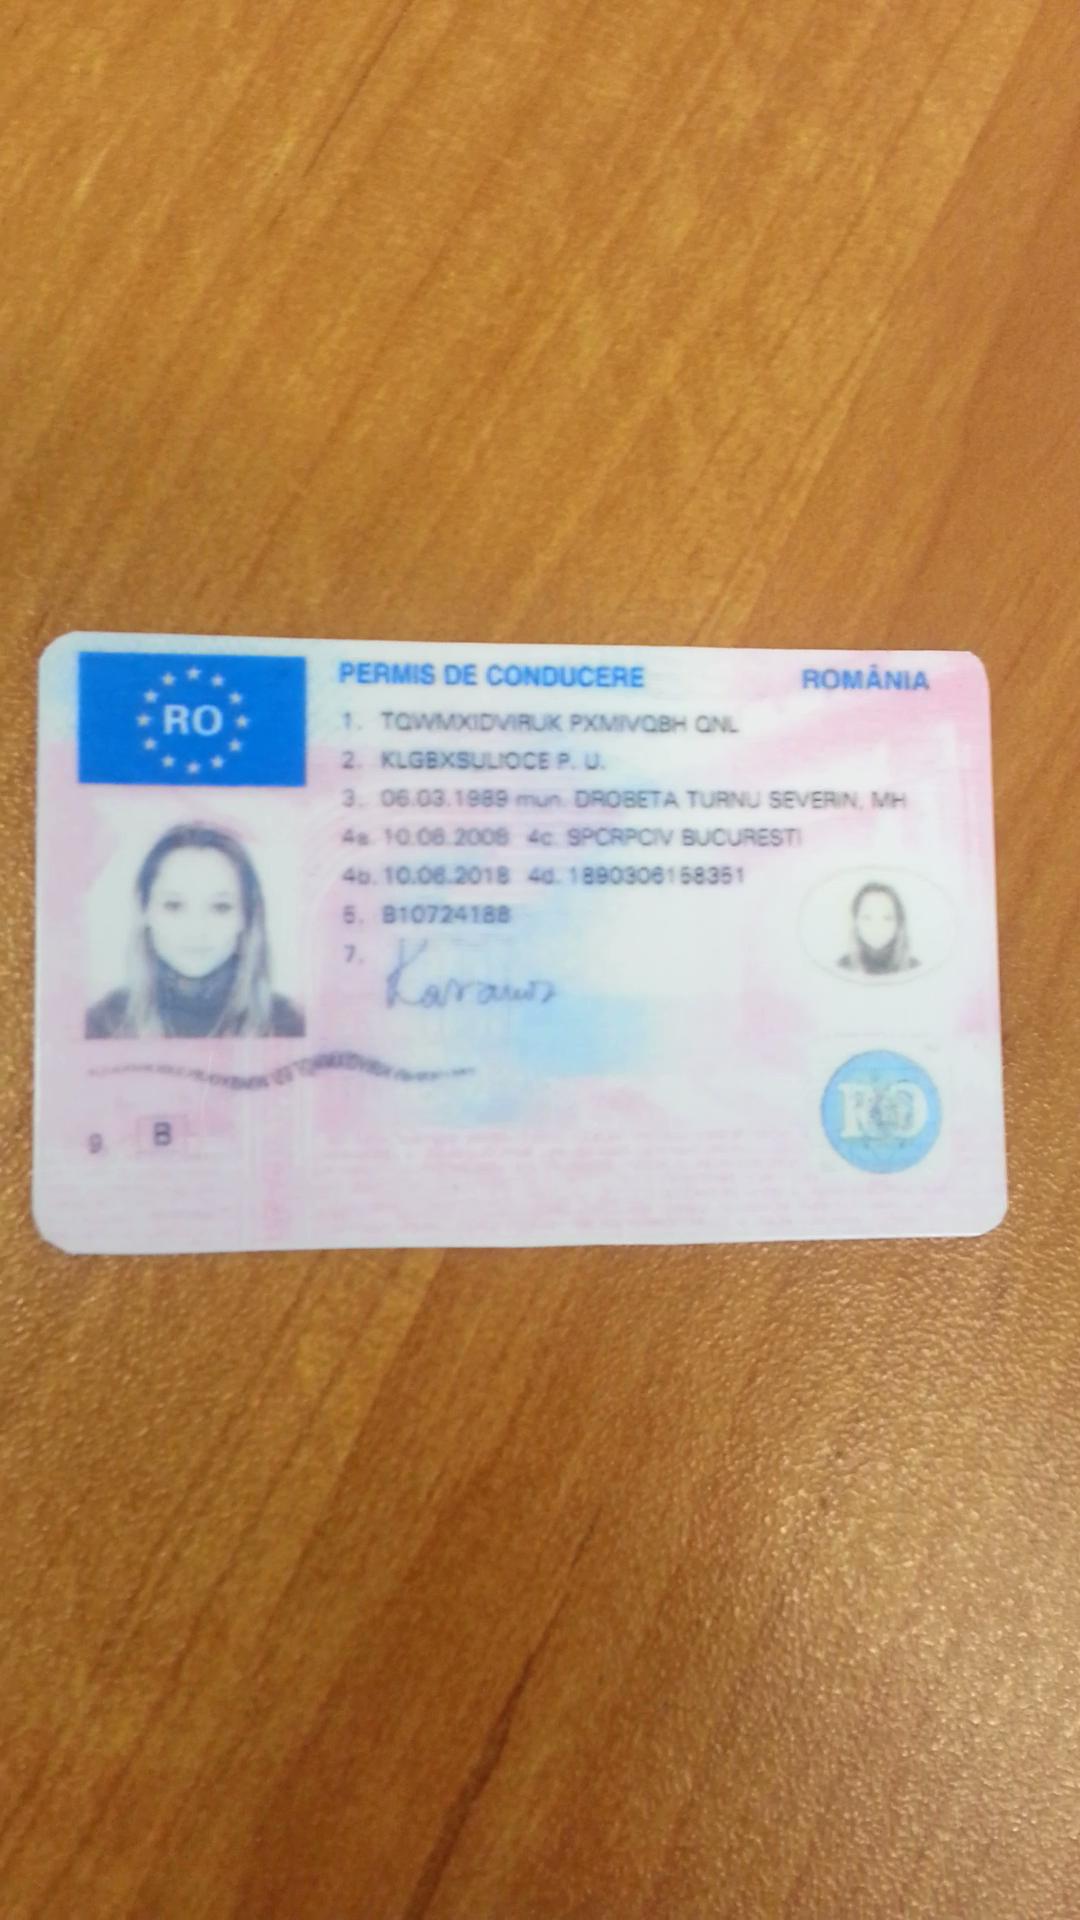 RO
PERMIS DE CONDUCERE ROMÂNIA
1. TQWMXIDVIRUK PXMIVQBH QNL
2. KLGBXSULIOCE P. U.
3. 06.03.1989 mun. DROBETA TURNU SEVERIN, MH
4a. 10.06.2008 4c. SPCRPCIV BUCURESTI
4b. 10.06.2018 4d. 1890306158351
5. B10724188
7.
9. B
RO